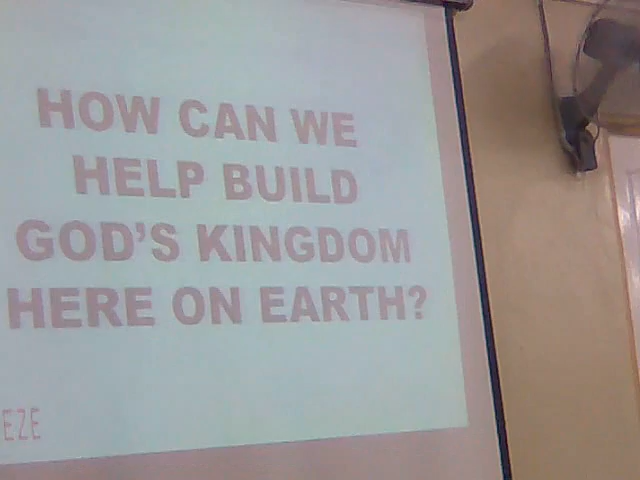 HOW CAN WE
HELP BUILD
GOD'S KINGDOM
HERE ON EARTH?
EZE